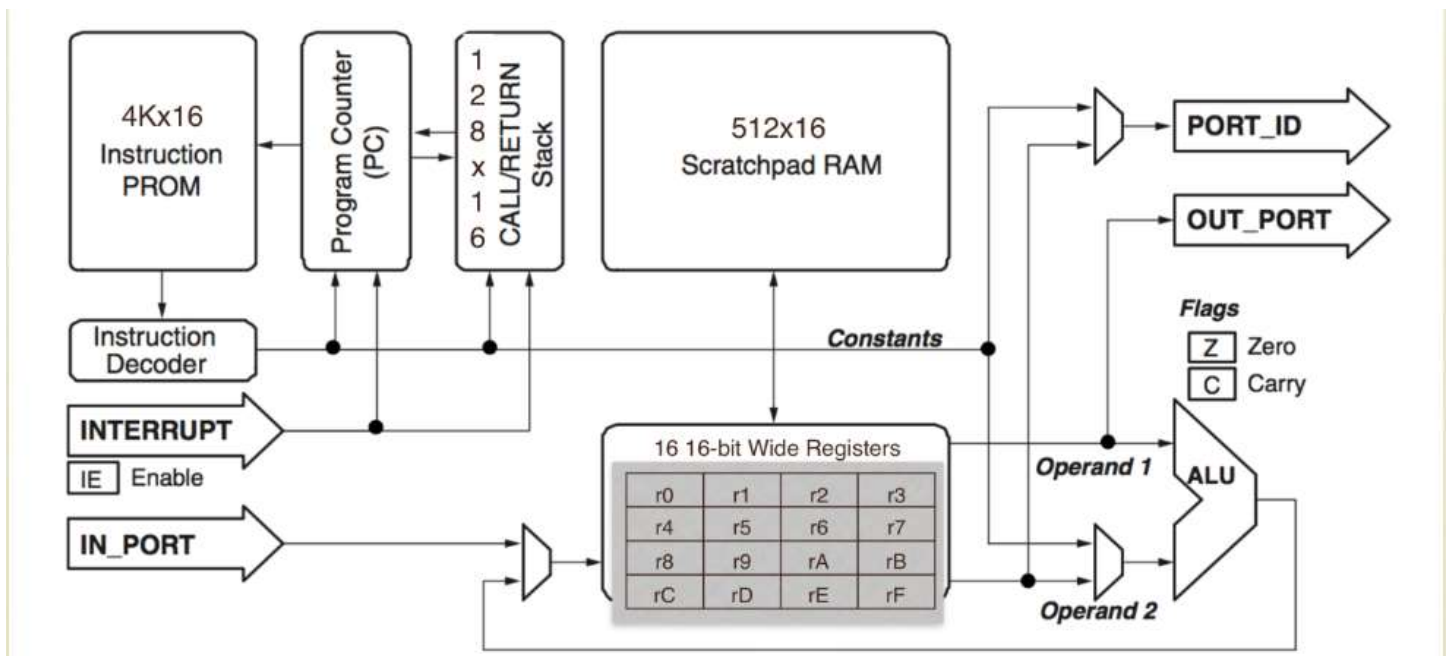 4Kx16
Instruction
PROM
Program Counter
(PC)
1
2
8
x
1
6
CALL/RETURN
Stack
512x16
Scratchpad RAM
PORT_ID
OUT_PORT
Instruction
Decoder
Constants
Flags
Z Zero
C Carry
INTERRUPT
IE Enable
IN_PORT
16 16-bit Wide Registers
r0 r1 r2 r3
r4 r5 r6 r7
r8 r9 rA rB
rC rD rE rF
Operand 1
ALU
Operand 2